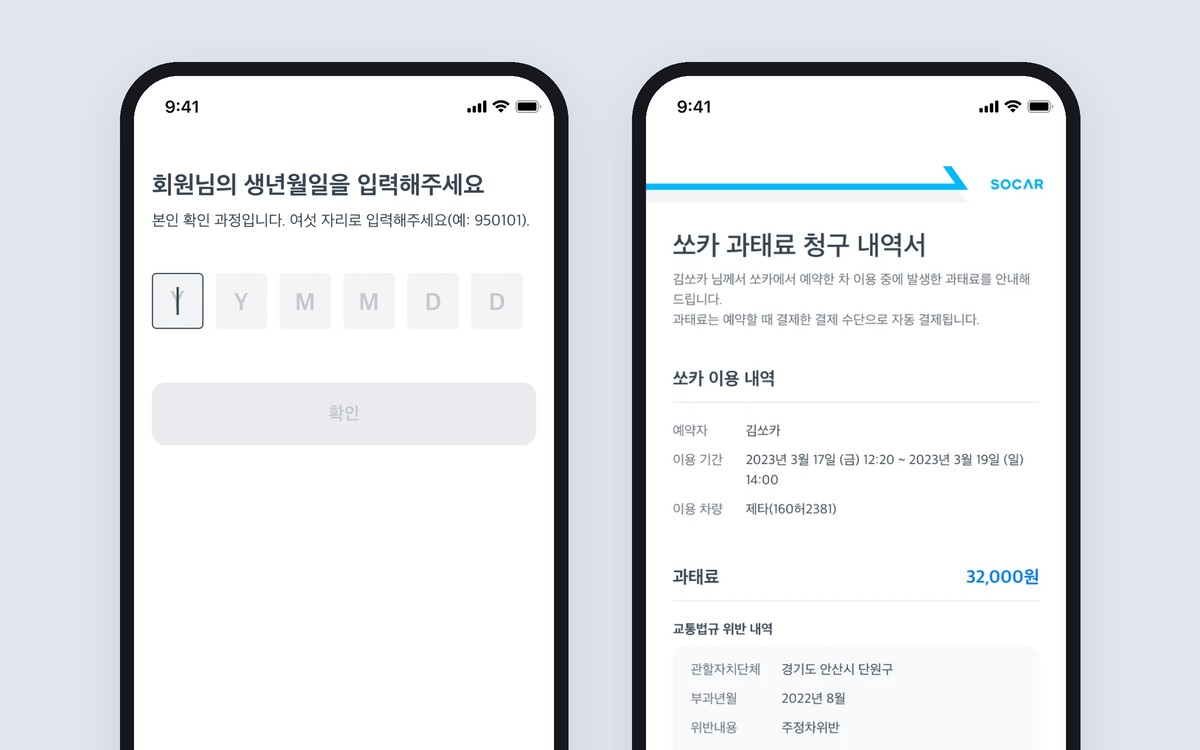 9:41
회원님의 생년월일을 입력해주세요
본인 확인 과정입니다. 여섯 자리로 입력해주세요(예: 950101).
Y Y M M D D
확인
9:41
SOCAR
쏘카 과태료 청구 내역서
김쏘카 님께서 쏘카에서 예약한 차 이용 중에 발생한 과태료를 안내해
드립니다.
과태료는 예약할 때 결제한 결제 수단으로 자동 결제됩니다.
쏘카 이용 내역
예약자 김쏘카
이용 기간 2023년 3월 17일 (금) 12:20 ~ 2023년 3월 19일 (일)
14:00
이용 차량 제타(160허2381)
과태료 32,000원
교통법규 위반 내역
관할자치단체 경기도 안산시 단원구
부과년월 2022년 8월
위반내용 주정차위반